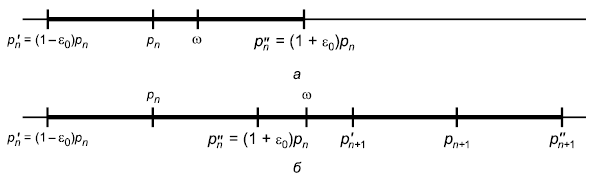 p′ₙ = (1 – ε₀)pₙ pₙ ω p″ₙ = (1 + ε₀)pₙ
а
pₙ ω
p′ₙ = (1 – ε₀)pₙ p″ₙ = (1 + ε₀)pₙ p′ₙ₊₁ pₙ₊₁ p″ₙ₊₁
б